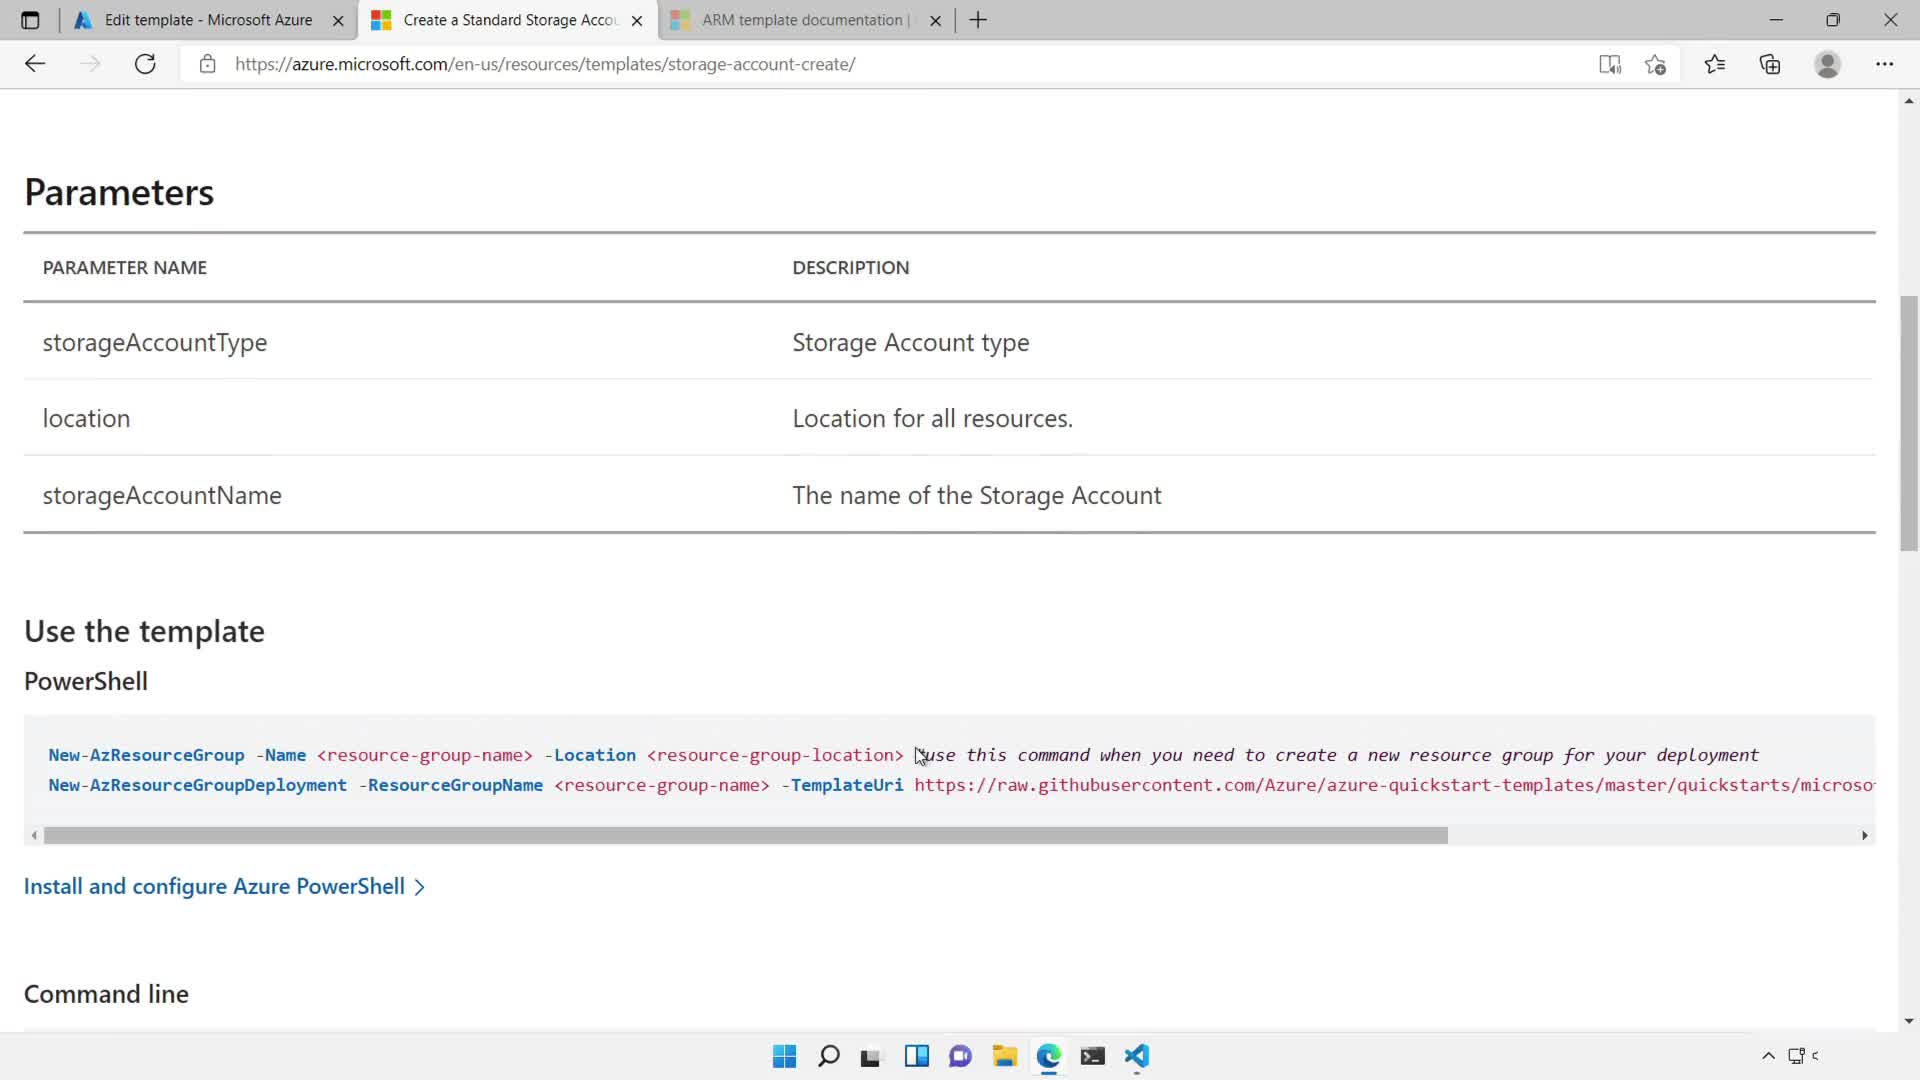 Edit template - Microsoft Azure
Create a Standard Storage Accou
ARM template documentation |
https://azure.microsoft.com/en-us/resources/templates/storage-account-create/
Parameters
PARAMETER NAME DESCRIPTION
storageAccountType Storage Account type
location Location for all resources.
storageAccountName The name of the Storage Account
Use the template
PowerShell
New-AzResourceGroup -Name <resource-group-name> -Location <resource-group-location> #use this command when you need to create a new resource group for your deployment
New-AzResourceGroupDeployment -ResourceGroupName <resource-group-name> -TemplateUri https://raw.githubusercontent.com/Azure/azure-quickstart-templates/master/quickstarts/microso
Install and configure Azure PowerShell >
Command line